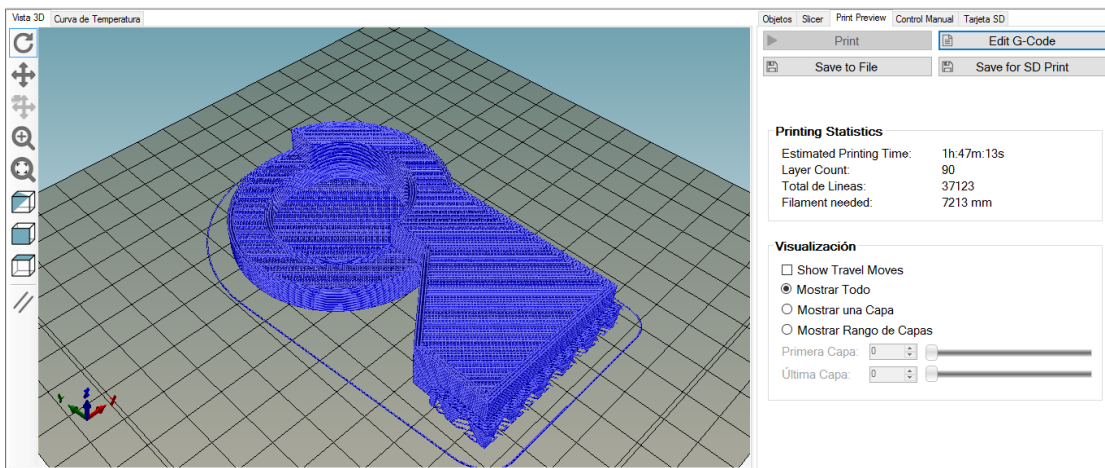 Vista 3D Curva de Temperatura
Objetos Slicer Print Preview Control Manual Tarjeta SD
Print Edit G-Code
Save to File Save for SD Print
Printing Statistics
Estimated Printing Time: 1h:47m:13s
Layer Count: 90
Total de Lineas: 37123
Filament needed: 7213 mm
Visualización
Show Travel Moves
Mostrar Todo
Mostrar una Capa
Mostrar Rango de Capas
Primera Capa: 0
Última Capa: 0